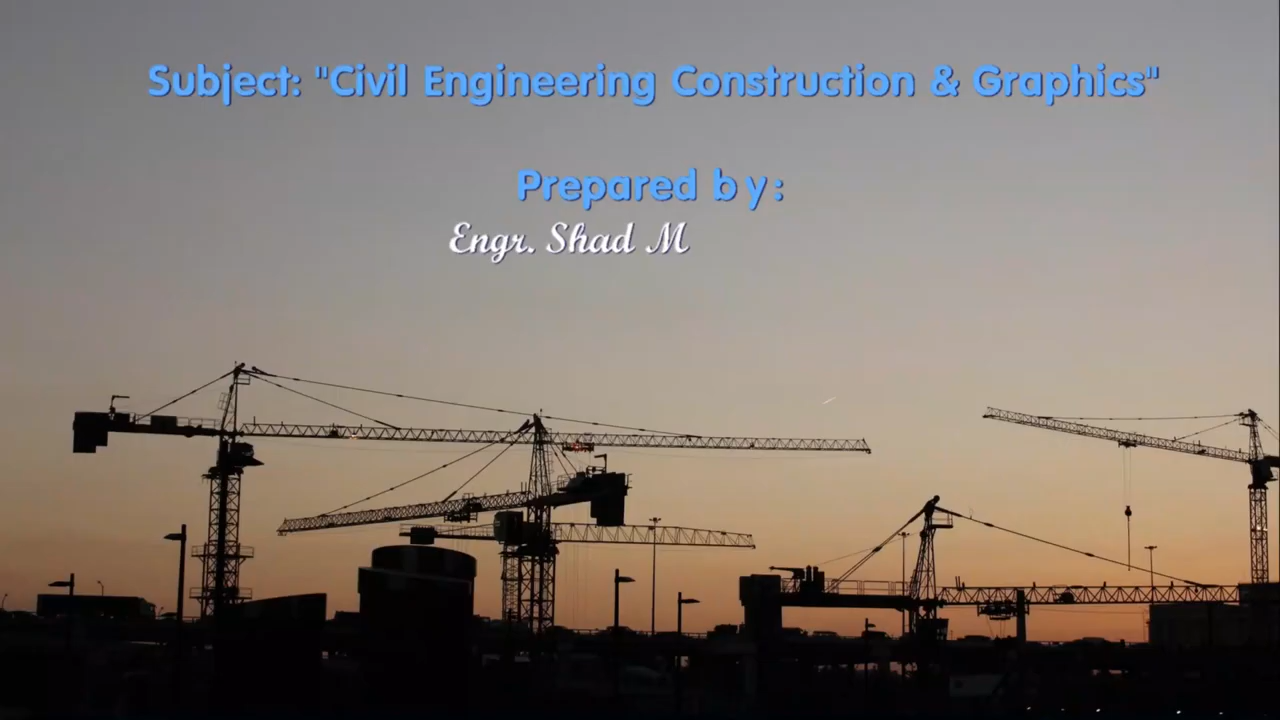 Subject: "Civil Engineering Construction & Graphics"
Prepared by:
Engr. Shad M